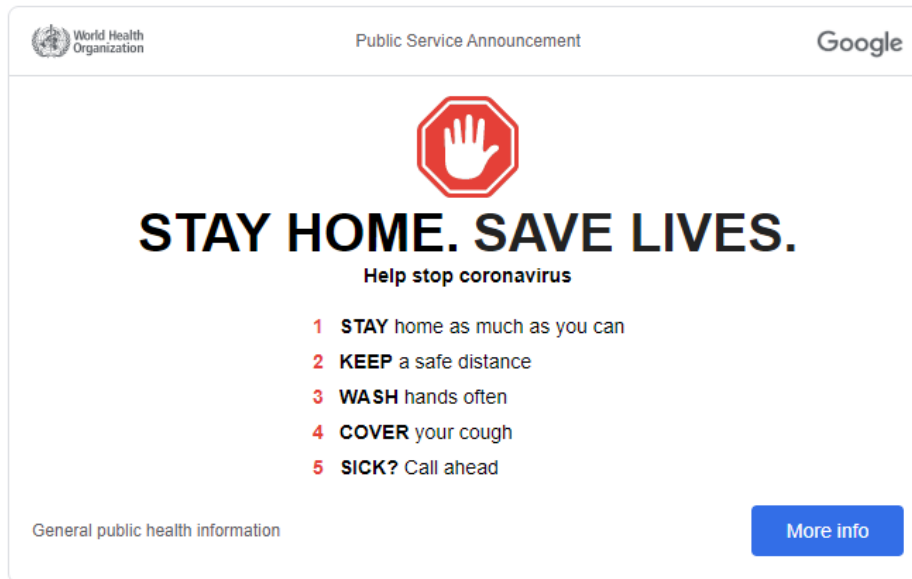 World Health
Organization
Public Service Announcement
Google
STAY HOME. SAVE LIVES.
Help stop coronavirus
1 STAY home as much as you can
2 KEEP a safe distance
3 WASH hands often
4 COVER your cough
5 SICK? Call ahead
General public health information
More info